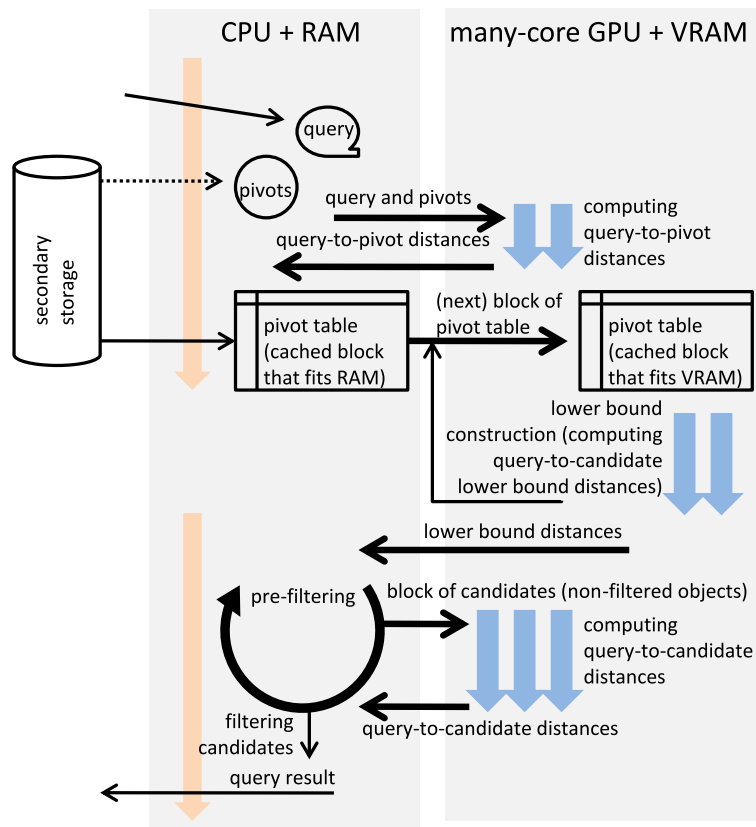 CPU + RAM
many-core GPU + VRAM
query
pivots
secondary
storage
query and pivots
computing
query-to-pivot
distances
query-to-pivot distances
(next) block of
pivot table
pivot table
(cached block
that fits RAM)
pivot table
(cached block
that fits VRAM)
lower bound
construction (computing
query-to-candidate
lower bound distances)
lower bound distances
pre-filtering
block of candidates (non-filtered objects)
computing
query-to-candidate
distances
filtering
candidates
query-to-candidate distances
query result